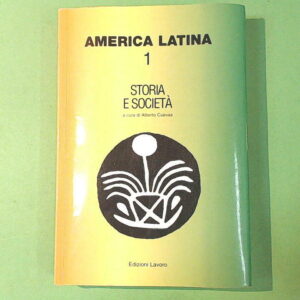 AMERICA LATINA
1
STORIA
E SOCIETÀ
a cura di Alberto Cuevas
Edizioni Lavoro